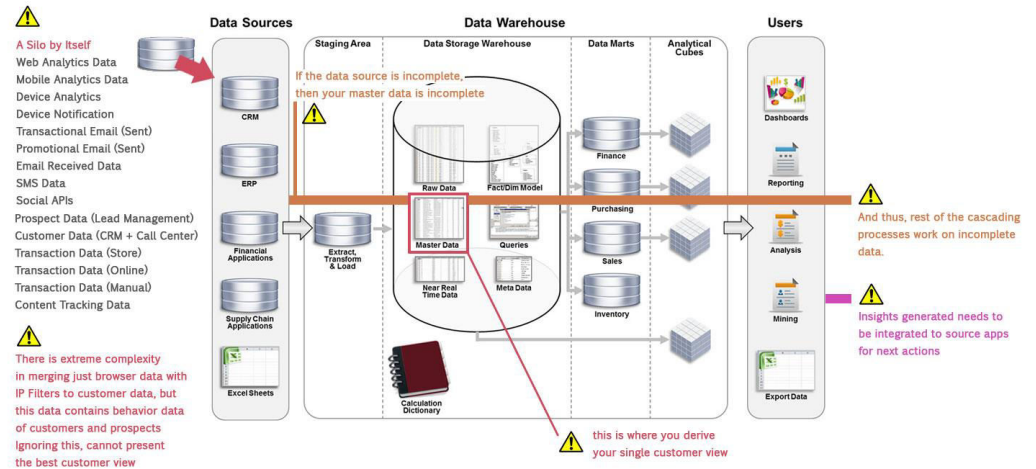 Data Sources
Data Warehouse
Users
A Silo by Itself
Web Analytics Data
Mobile Analytics Data
Device Analytics
Device Notification
Transactional Email (Sent)
Promotional Email (Sent)
Email Received Data
SMS Data
Social APIs
Prospect Data (Lead Management)
Customer Data (CRM + Call Center)
Transaction Data (Store)
Transaction Data (Online)
Transaction Data (Manual)
Content Tracking Data
There is extreme complexity
in merging just browser data with
IP Filters to customer data, but
this data contains behavior data
of customers and prospects
Ignoring this, cannot present
the best customer view
CRM
ERP
Financial
Applications
Supply Chain
Applications
Excel Sheets
Staging Area
Data Storage Warehouse
Data Marts
Analytical
Cubes
If the data source is incomplete,
then your master data is incomplete
Extract,
Transform
& Load
Raw Data
Fact/Dim Model
Master Data
Queries
Near Real
Time Data
Meta Data
Calculation
Dictionary
Finance
Purchasing
Sales
Inventory
this is where you derive
your single customer view
Dashboards
Reporting
Analysis
Mining
Export Data
And thus, rest of the cascading
processes work on incomplete
data.
Insights generated needs to
be integrated to source apps
for next actions